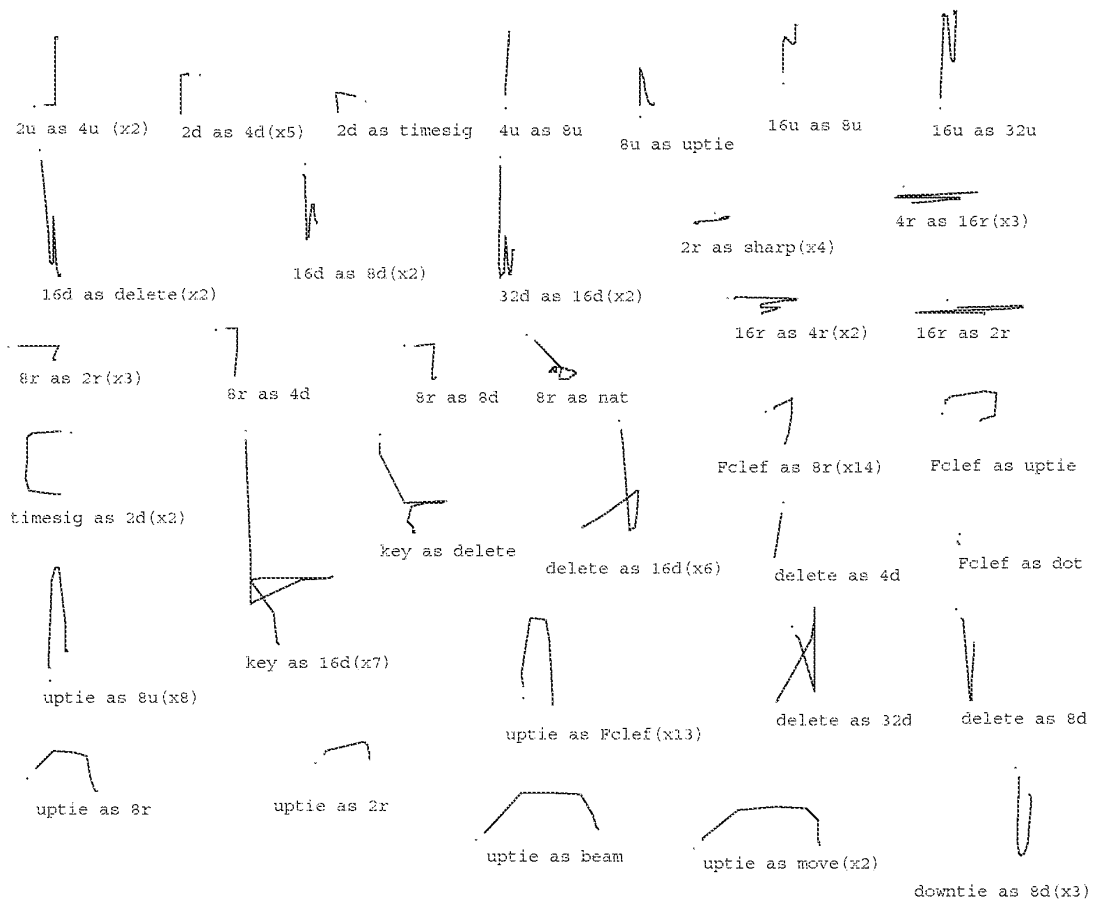 2u as 4u (x2)
2d as 4d(x5)
2d as timesig
4u as 8u
8u as uptie
16u as 8u
16u as 32u
16d as delete(x2)
16d as 8d(x2)
32d as 16d(x2)
2r as sharp(x4)
4r as 16r(x3)
16r as 4r(x2)
16r as 2r
8r as 2r(x3)
8r as 4d
8r as 8d
8r as nat
Fclef as 8r(x14)
Fclef as uptie
timesig as 2d(x2)
key as 16d(x7)
key as delete
delete as 16d(x6)
delete as 4d
Fclef as dot
uptie as 8u(x8)
uptie as Fclef(x13)
delete as 32d
delete as 8d
uptie as 8r
uptie as 2r
uptie as beam
uptie as move(x2)
downtie as 8d(x3)